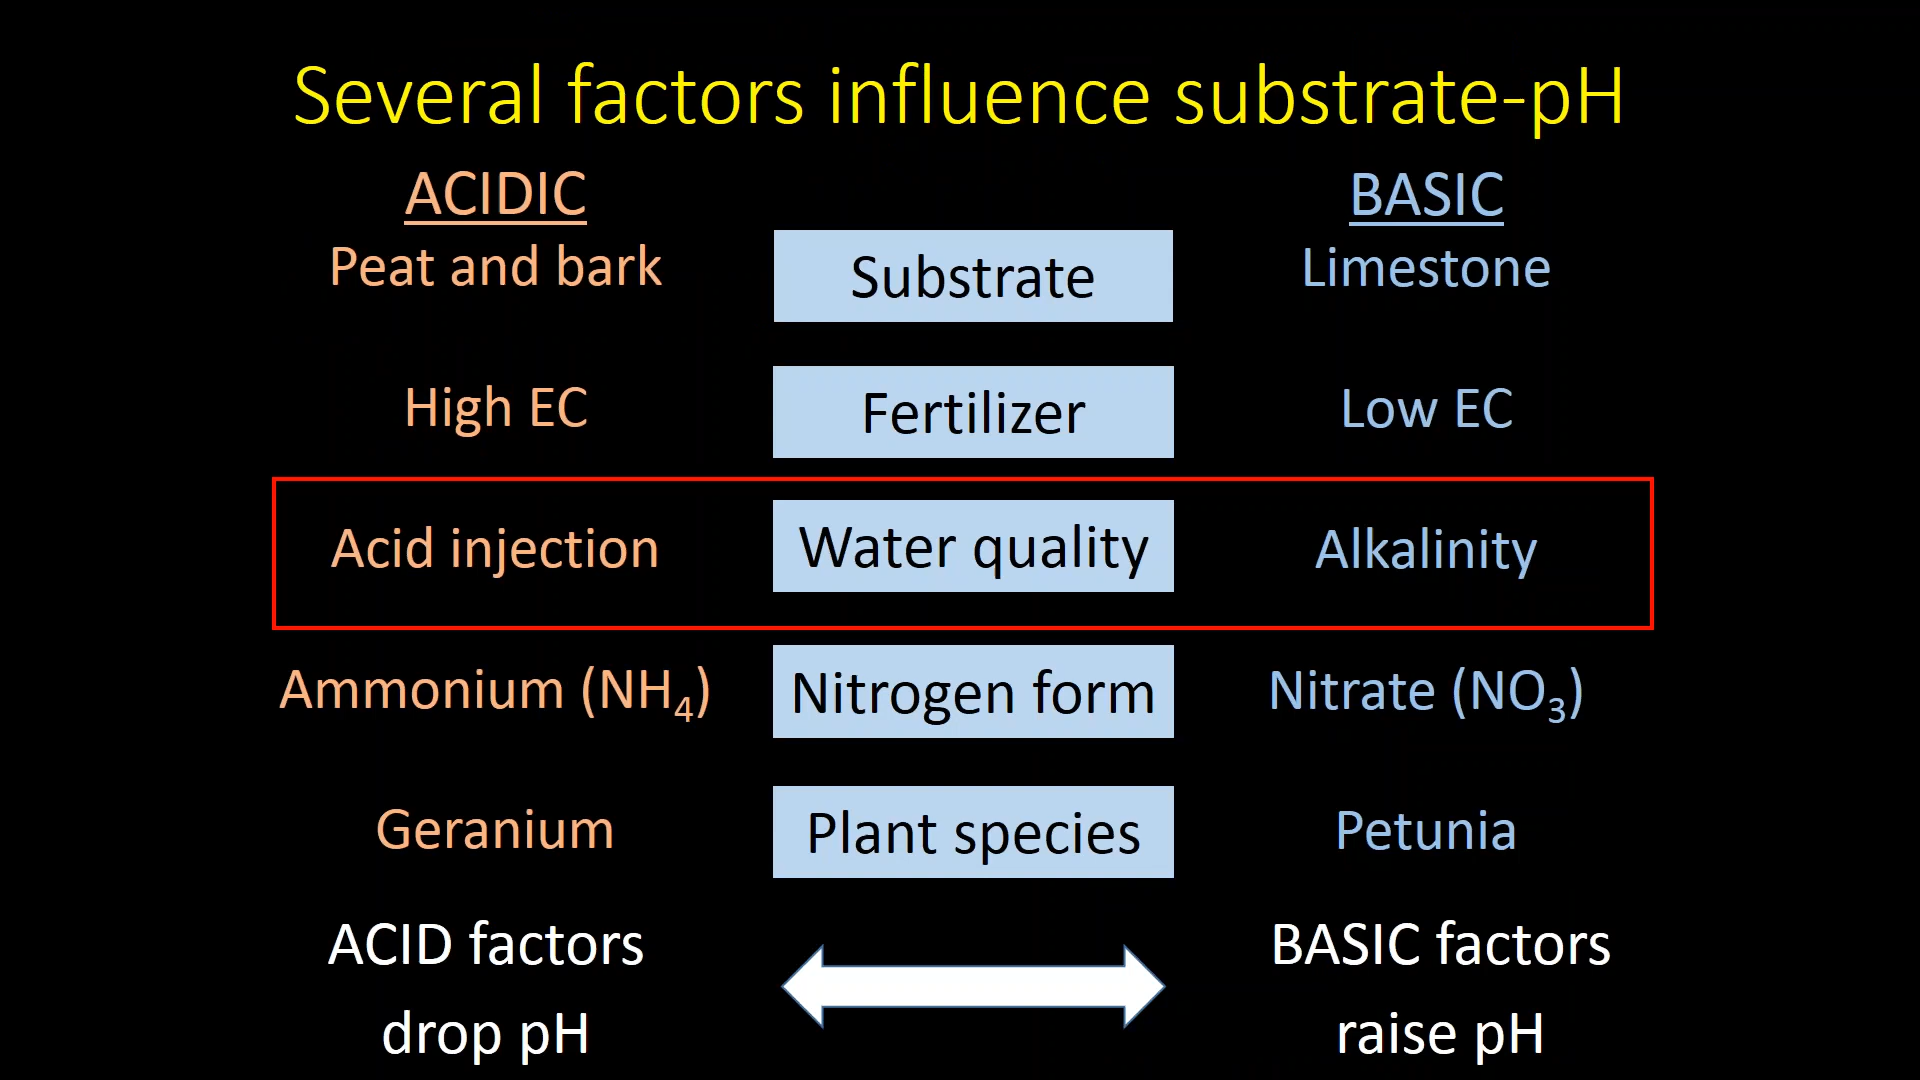 Several factors influence substrate-pH
ACIDIC
BASIC
Peat and bark
Substrate
Limestone
High EC
Fertilizer
Low EC
Acid injection
Water quality
Alkalinity
Ammonium (NH₄)
Nitrogen form
Nitrate (NO₃)
Geranium
Plant species
Petunia
ACID factors
drop pH
BASIC factors
raise pH